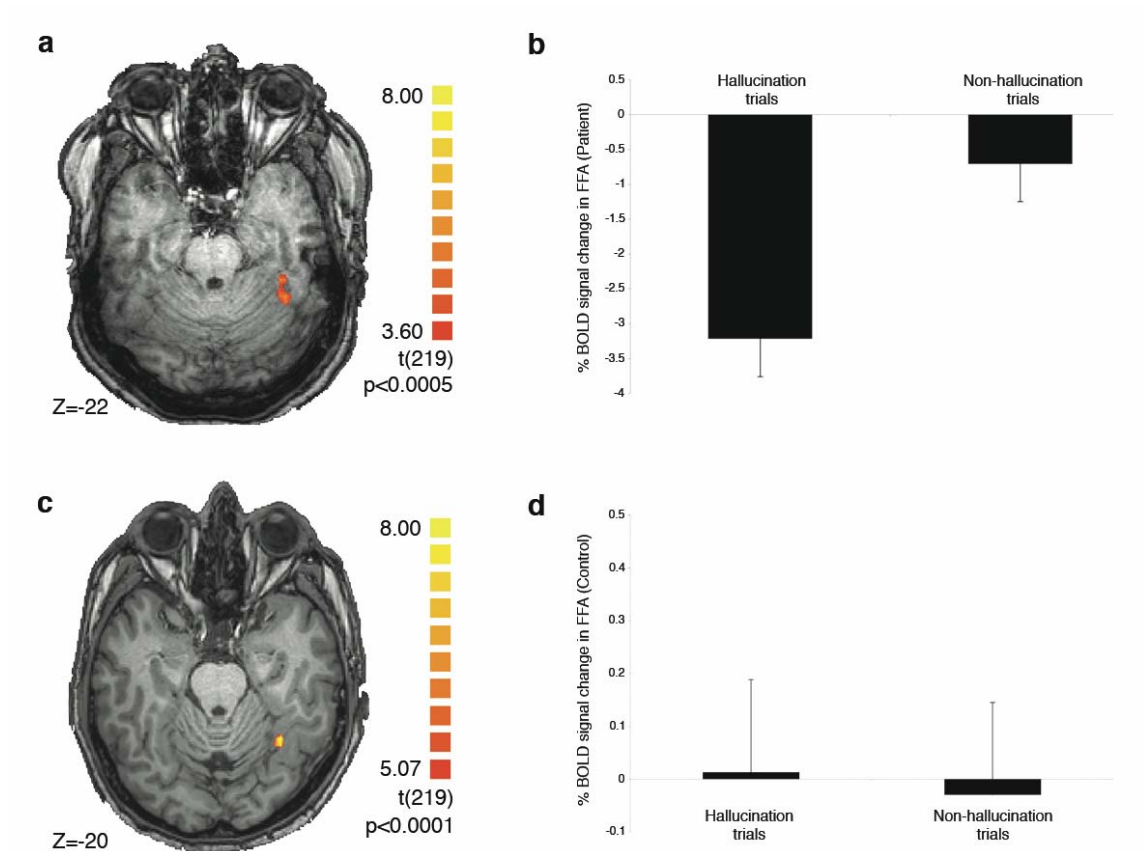 a
8.00
3.60
t(219)
p<0.0005
Z=-22
b
% BOLD signal change in FFA (Patient)
0.5
0
-0.5
-1
-1.5
-2
-2.5
-3
-3.5
-4
Hallucination
trials
Non-hallucination
trials
c
8.00
5.07
t(219)
p<0.0001
Z=-20
d
% BOLD signal change in FFA (Control)
0.5
0.4
0.3
0.2
0.1
0
-0.1
Hallucination
trials
Non-hallucination
trials